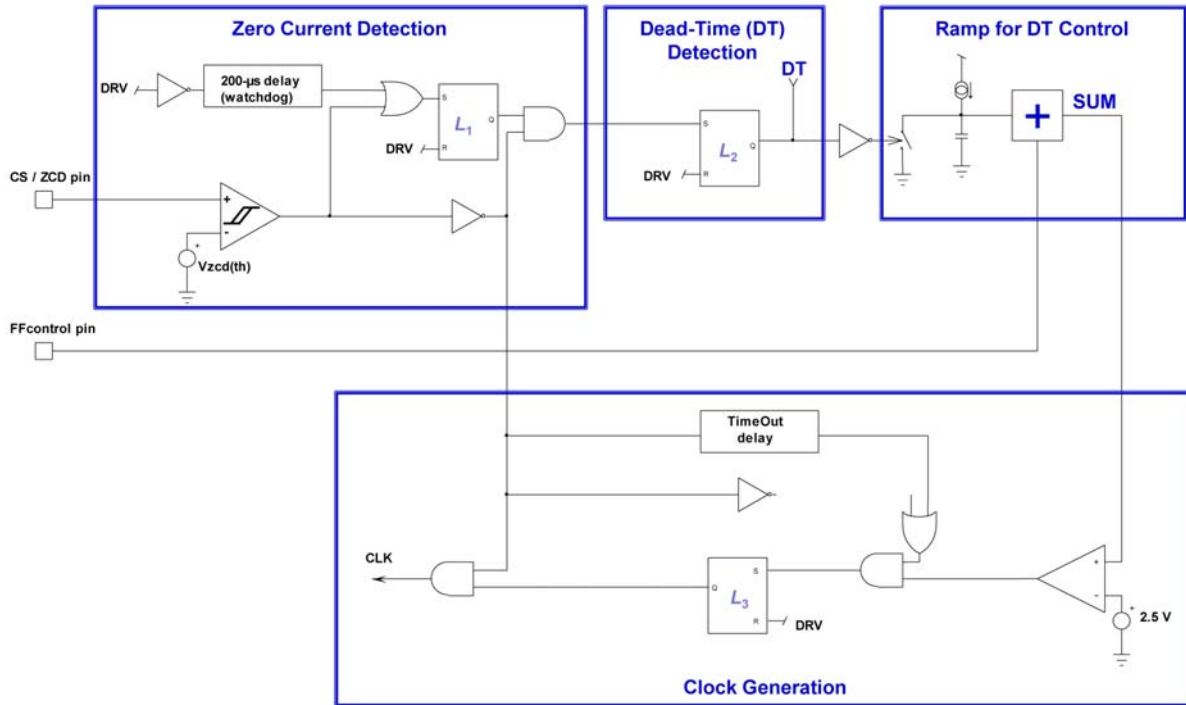 Zero Current Detection
Dead-Time (DT)
Detection
Ramp for DT Control
DRV
200-µs delay
(watchdog)
S
L1
Q
R
DRV
DT
S
L2
Q
R
DRV
+
SUM
CS / ZCD pin
+
-
+
Vzcd(th)
FFcontrol pin
TimeOut
delay
CLK
Q
S
L3
R
DRV
+
-
+
2.5 V
Clock Generation